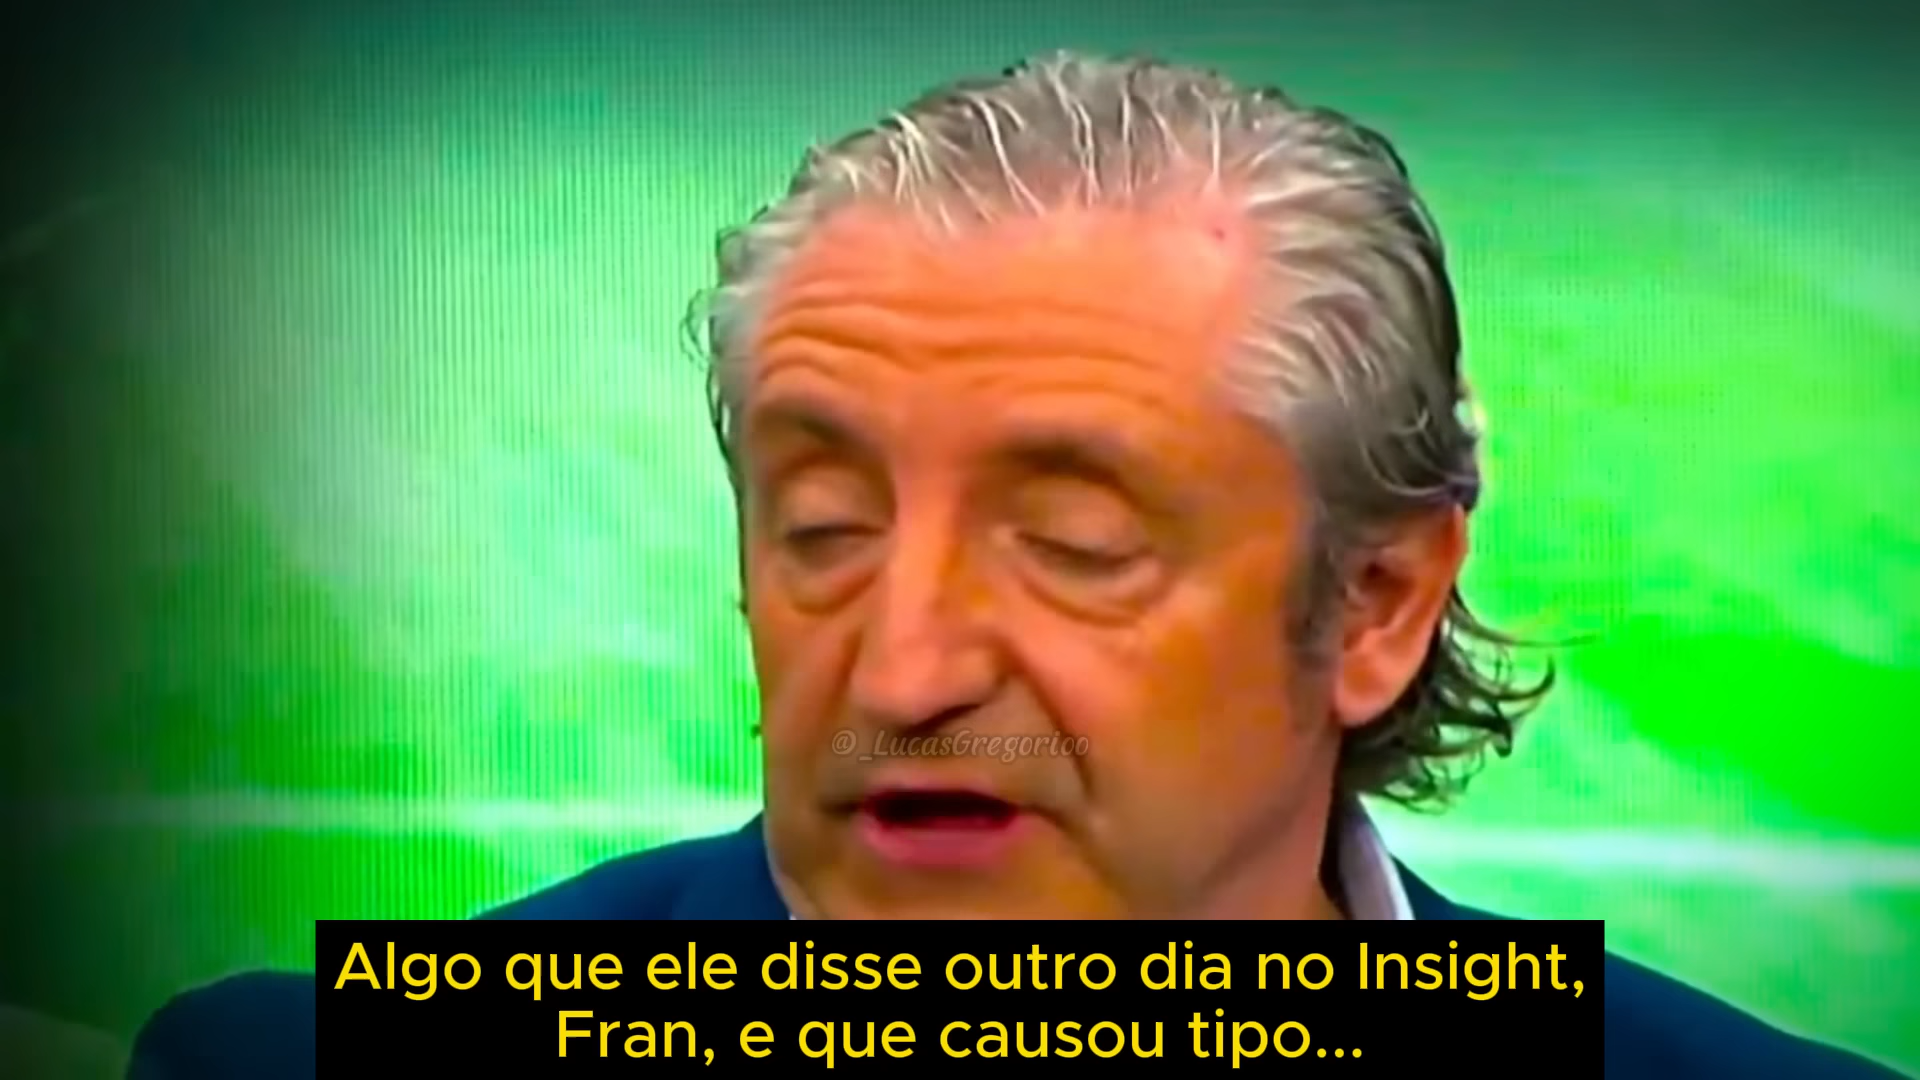 @_LucasGregorioo
Algo que ele disse outro dia no Insight,
Fran, e que causou tipo...